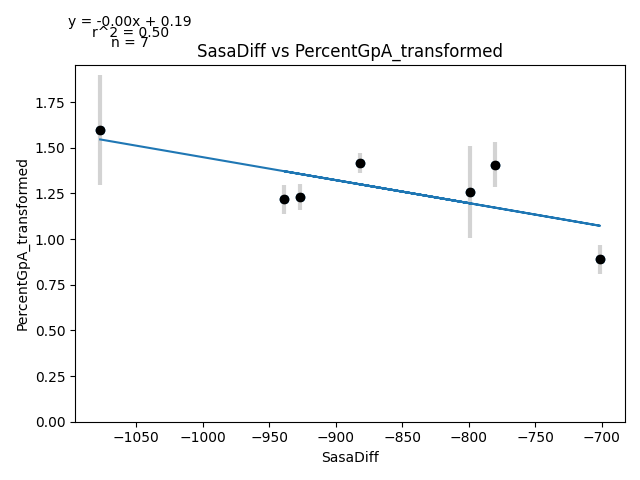 y = -0.00x + 0.19
r^2 = 0.50
n = 7
SasaDiff vs PercentGpA_transformed
PercentGpA_transformed
1.75
1.50
1.25
1.00
0.75
0.50
0.25
0.00
−1050 −1000 −950 −900 −850 −800 −750 −700
SasaDiff